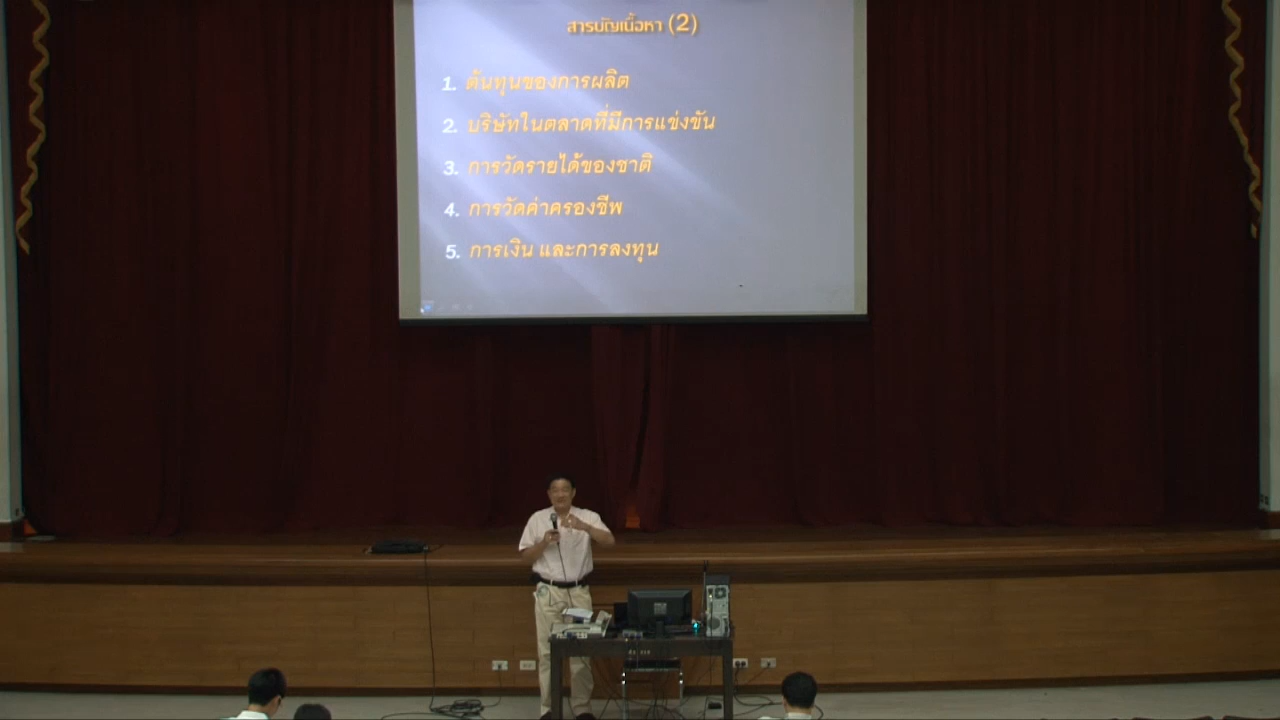 สารบัญเนื้อหา (2)
1. ต้นทุนของการผลิต
2. บริษัทในตลาดที่มีการแข่งขัน
3. การวัดรายได้ของชาติ
4. การวัดค่าครองชีพ
5. การเงิน และการลงทุน